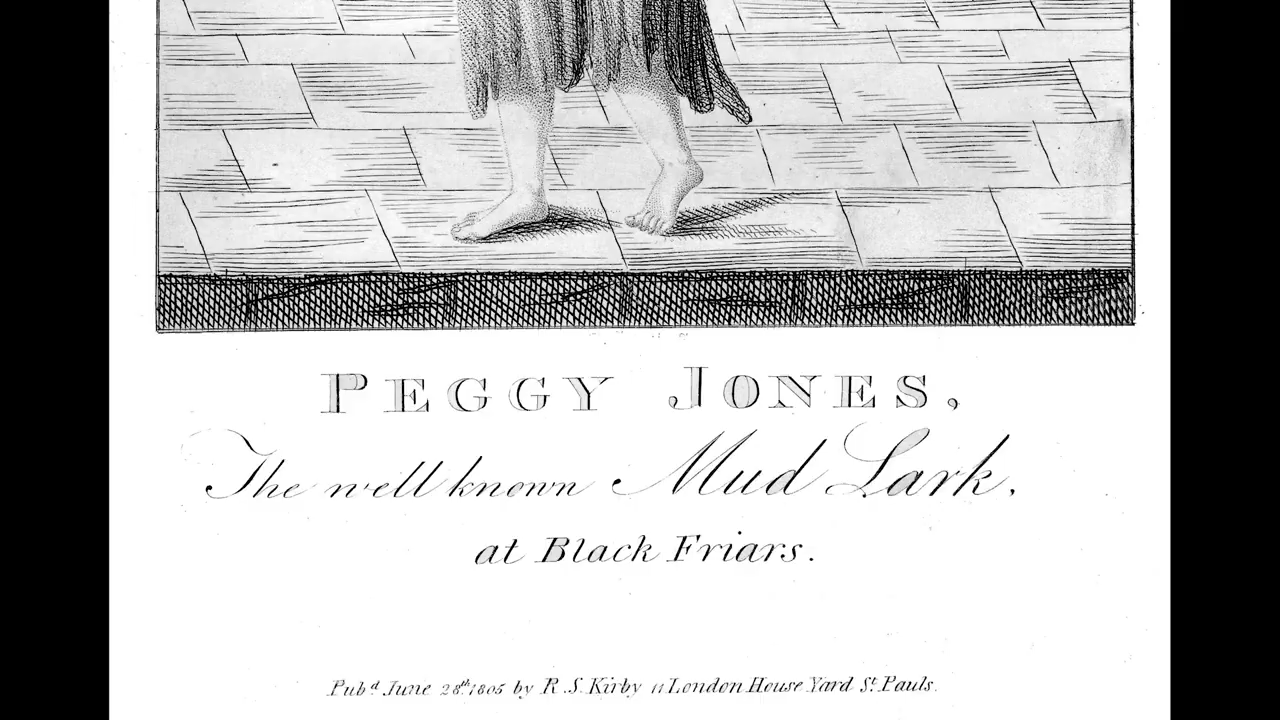 PEGGY JONES,
The well known Mud Lark,
at Black Friars.
Pub.d June 28th 1805 by R.S. Kirby 11 London House Yard St. Pauls.